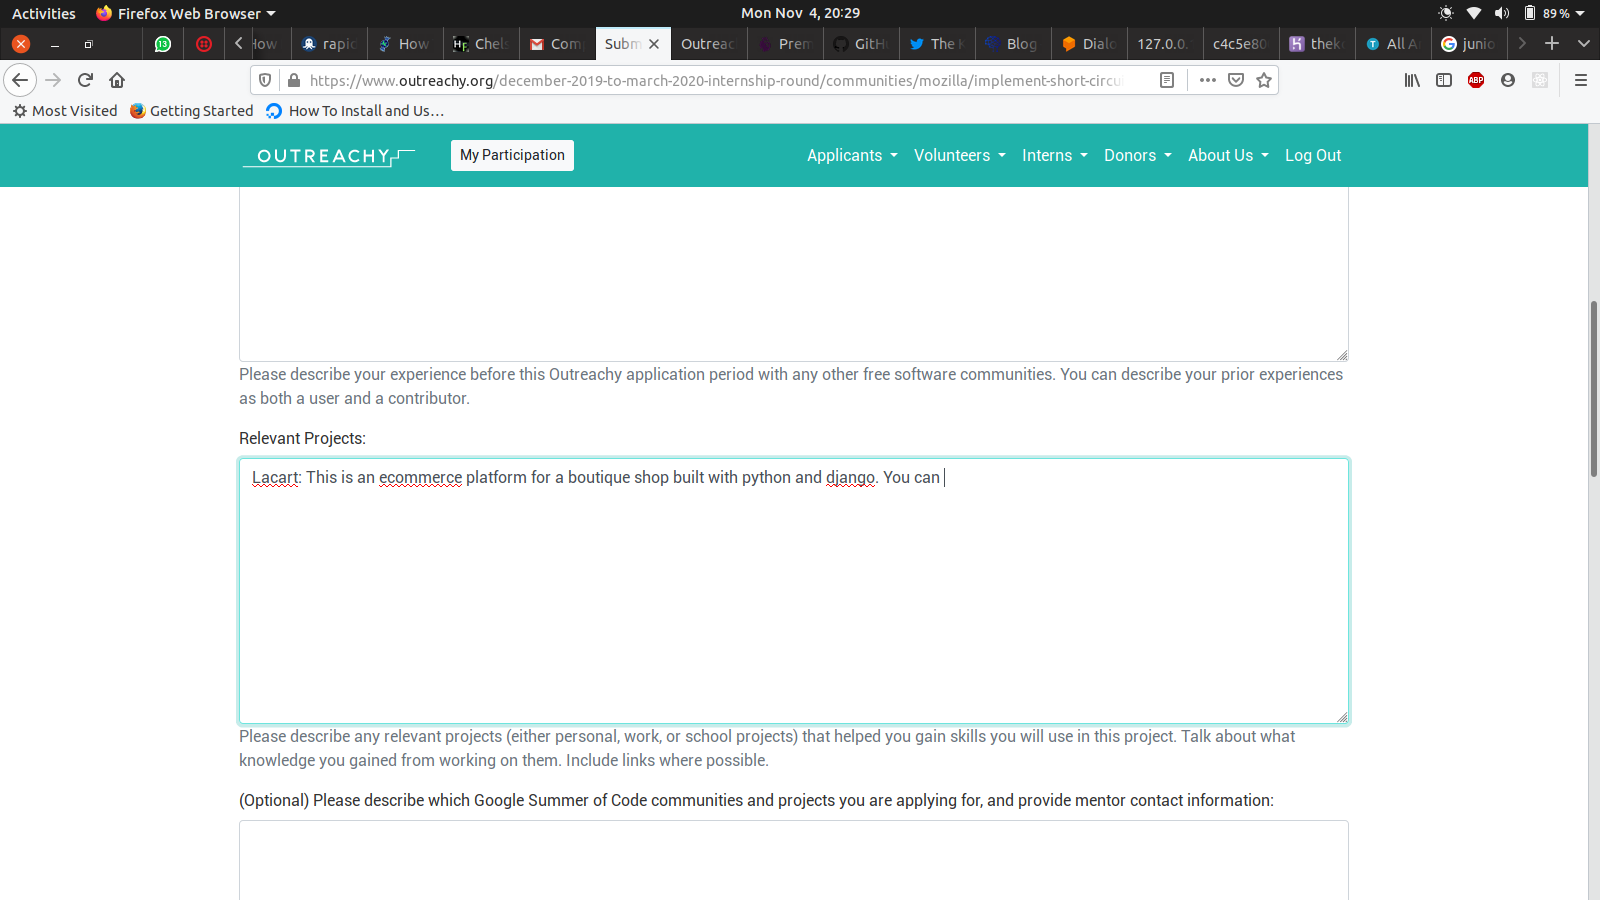 Activities Firefox Web Browser Mon Nov 4, 20:29 89 %
13 How rapid How HF Chels Com Subm Outreac Prem GitH The K Blog Dialo 127.0.0. c4c5e80 theke T All A junio
https://www.outreachy.org/december-2019-to-march-2020-internship-round/communities/mozilla/implement-short-circu ABP
Most Visited Getting Started How To Install and Us...
OUTREACHY My Participation Applicants Volunteers Interns Donors About Us Log Out
Please describe your experience before this Outreachy application period with any other free software communities. You can describe your prior experiences
as both a user and a contributor.
Relevant Projects:
Lacart: This is an ecommerce platform for a boutique shop built with python and django. You can
Please describe any relevant projects (either personal, work, or school projects) that helped you gain skills you will use in this project. Talk about what
knowledge you gained from working on them. Include links where possible.
(Optional) Please describe which Google Summer of Code communities and projects you are applying for, and provide mentor contact information: